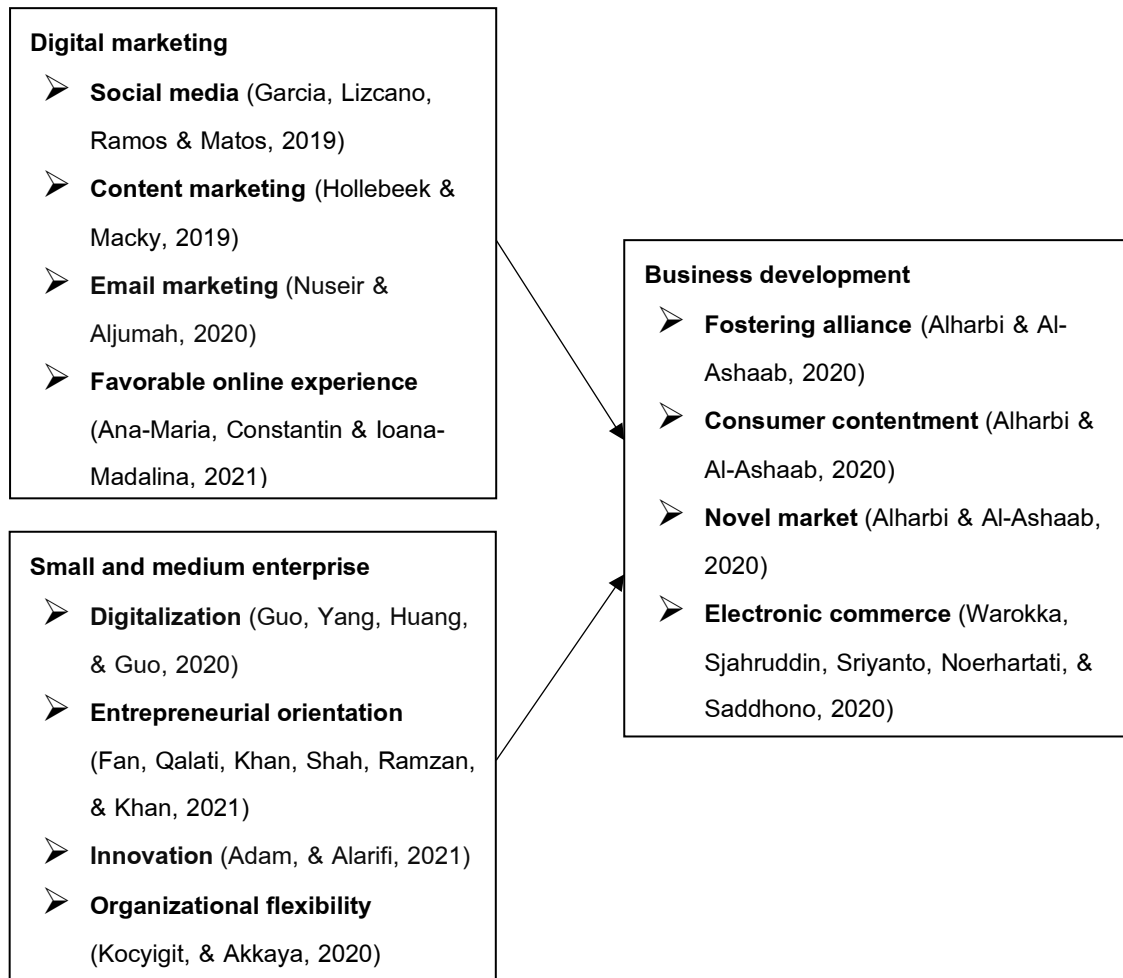 Digital marketing
➢ Social media (Garcia, Lizcano,
Ramos & Matos, 2019)
➢ Content marketing (Hollebeek &
Macky, 2019)
➢ Email marketing (Nuseir &
Aljumah, 2020)
➢ Favorable online experience
(Ana-Maria, Constantin & Ioana-
Madalina, 2021)
Small and medium enterprise
➢ Digitalization (Guo, Yang, Huang,
& Guo, 2020)
➢ Entrepreneurial orientation
(Fan, Qalati, Khan, Shah, Ramzan,
& Khan, 2021)
➢ Innovation (Adam, & Alarifi, 2021)
➢ Organizational flexibility
(Kocyigit, & Akkaya, 2020)
Business development
➢ Fostering alliance (Alharbi & Al-
Ashaab, 2020)
➢ Consumer contentment (Alharbi &
Al-Ashaab, 2020)
➢ Novel market (Alharbi & Al-Ashaab,
2020)
➢ Electronic commerce (Warokka,
Sjahruddin, Sriyanto, Noerhartati, &
Saddhono, 2020)